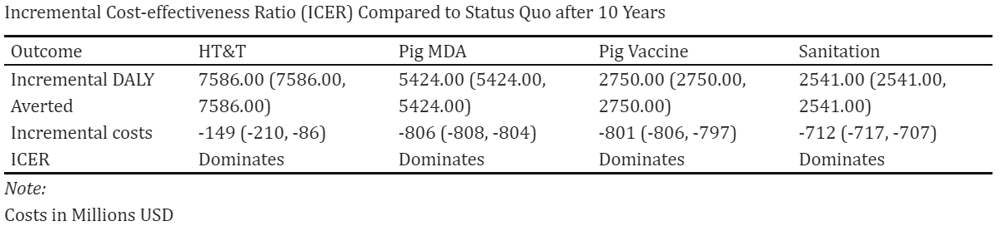 Incremental Cost-effectiveness Ratio (ICER) Compared to Status Quo after 10 Years
Outcome HT&T Pig MDA Pig Vaccine Sanitation
Incremental DALY 7586.00 (7586.00, 5424.00 (5424.00, 2750.00 (2750.00, 2541.00 (2541.00,
Averted 7586.00) 5424.00) 2750.00) 2541.00)
Incremental costs -149 (-210, -86) -806 (-808, -804) -801 (-806, -797) -712 (-717, -707)
ICER Dominates Dominates Dominates Dominates
Note:
Costs in Millions USD